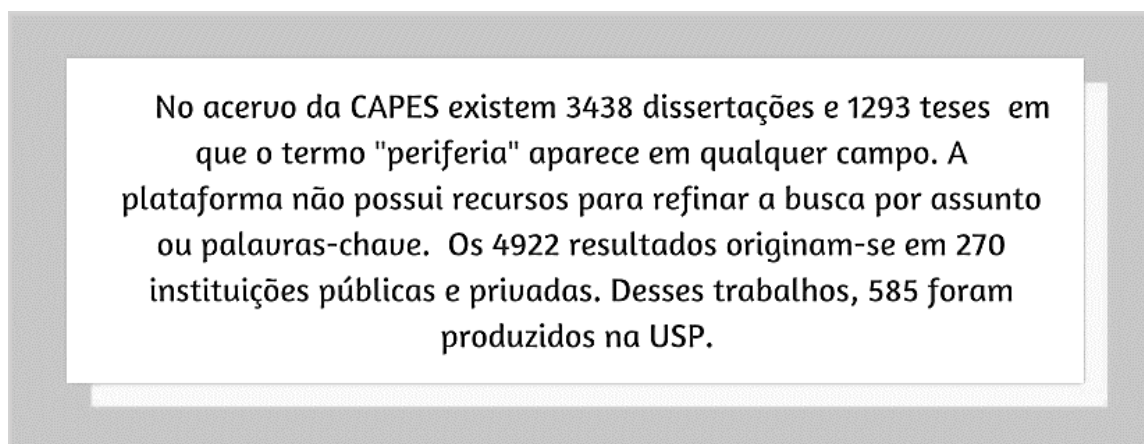 No acervo da CAPES existem 3438 dissertações e 1293 teses  em
que o termo "periferia" aparece em qualquer campo. A
plataforma não possui recursos para refinar a busca por assunto
ou palavras-chave.  Os 4922 resultados originam-se em 270
instituições públicas e privadas. Desses trabalhos, 585 foram
produzidos na USP.